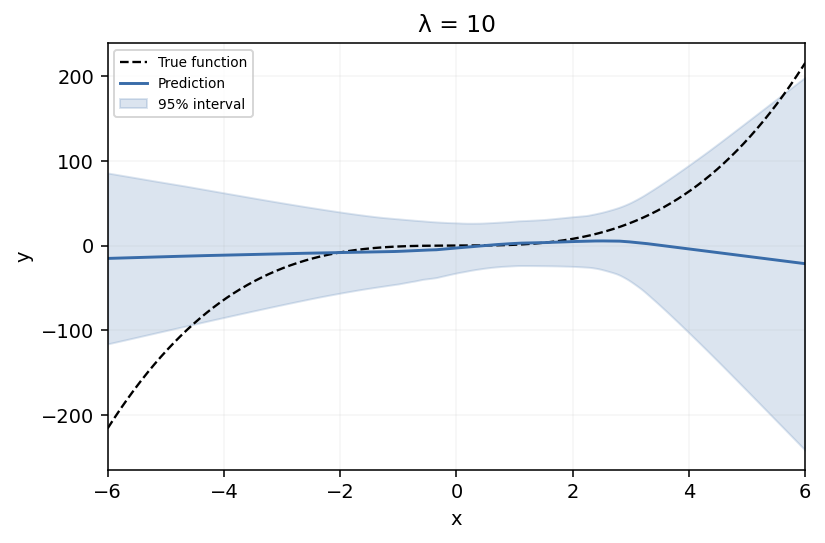 λ = 10
True function
Prediction
95% interval
y
200
100
0
−100
−200
−6 −4 −2 0 2 4 6
x